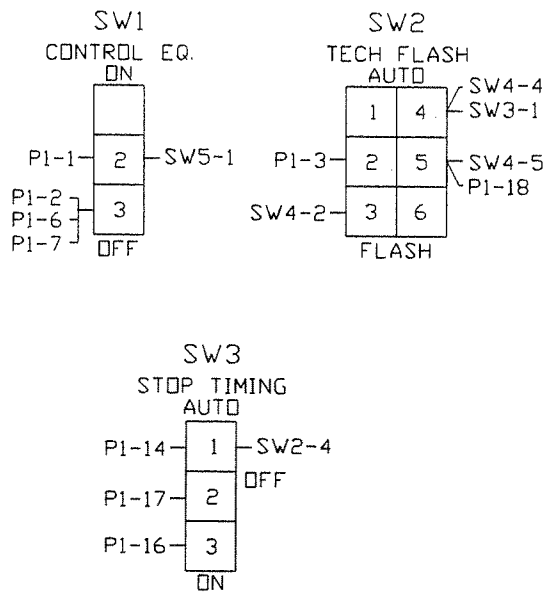 SW1
CONTROL EQ.
ON
P1-1 2 SW5-1
P1-2
P1-6 3
P1-7
OFF
SW2
TECH FLASH
AUTO
1 4 SW4-4
SW3-1
P1-3 2 5 SW4-5
P1-18
SW4-2 3 6
FLASH
SW3
STOP TIMING
AUTO
P1-14 1 SW2-4
OFF
P1-17 2
P1-16 3
ON